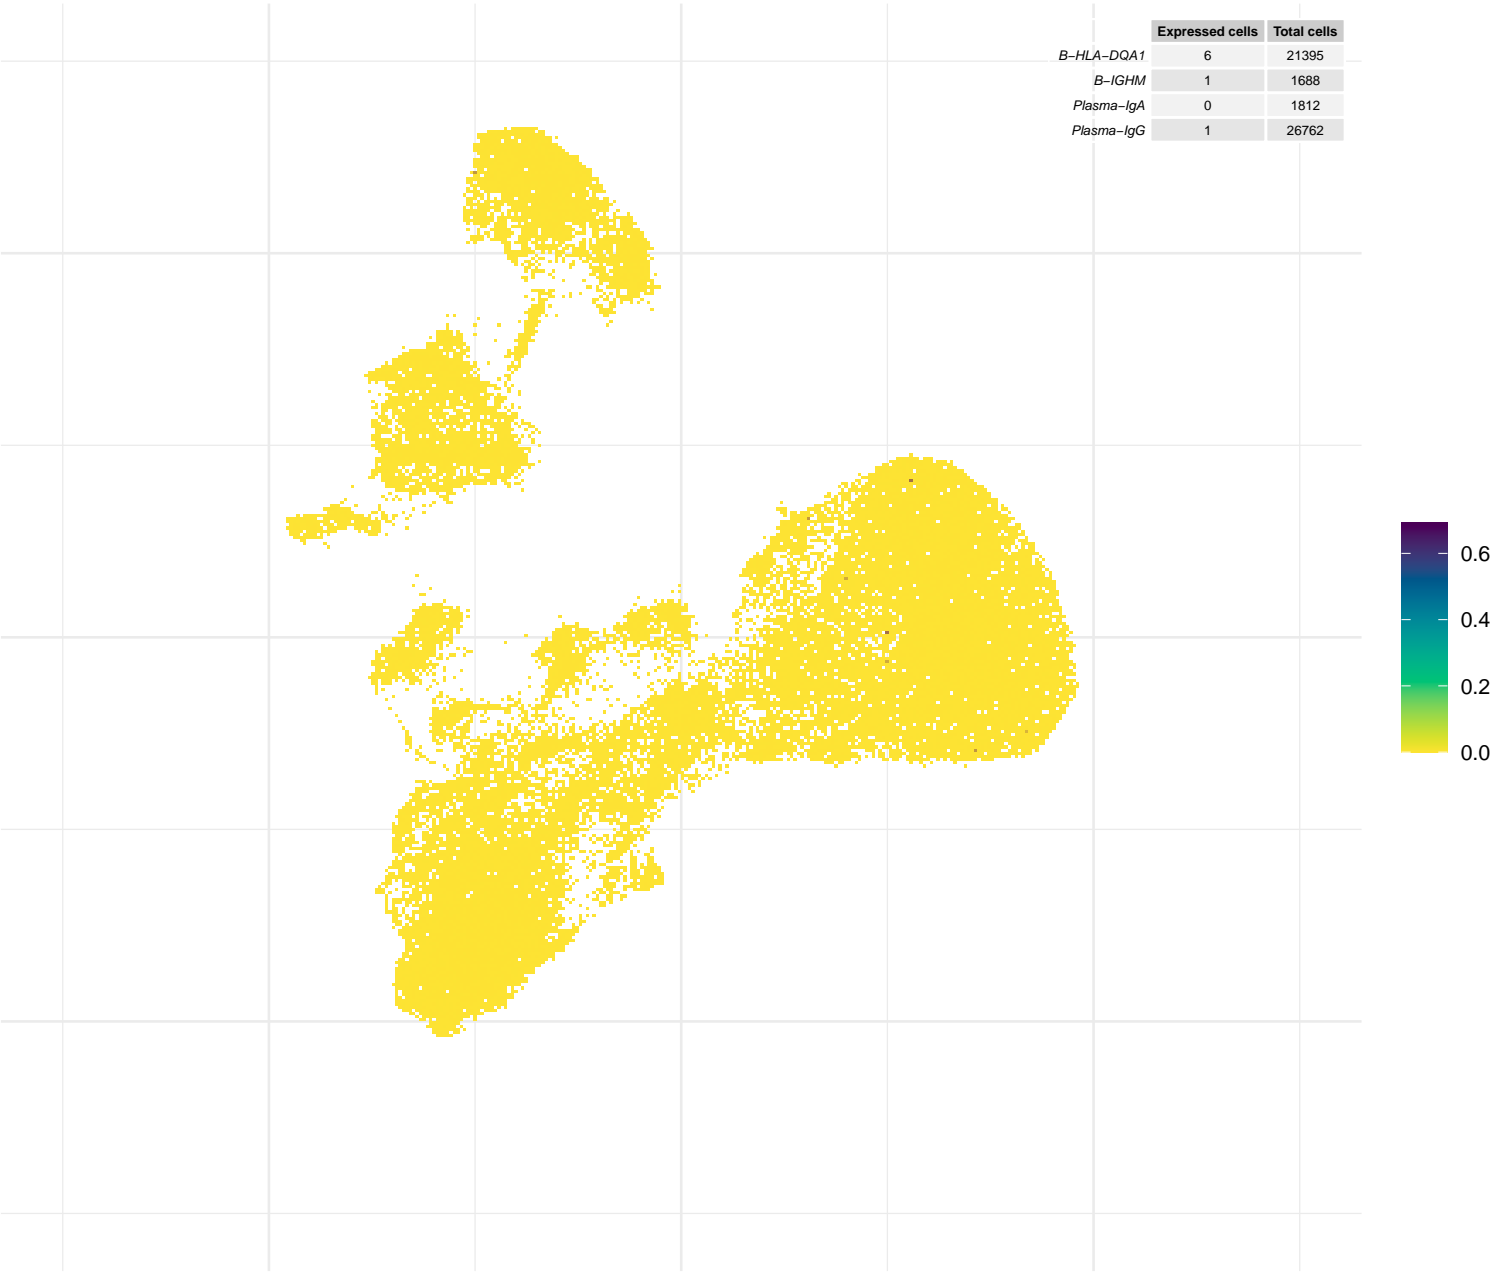 Expressed cells Total cells
B−HLA−DQA1 6 21395
B−IGHM 1 1688
Plasma−IgA 0 1812
Plasma−IgG 1 26762
0.6
0.4
0.2
0.0